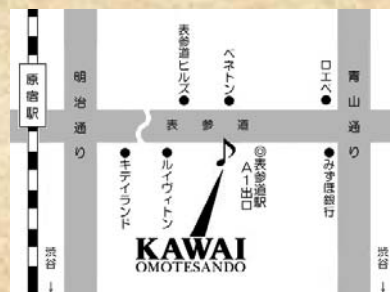 原宿駅
明治通り
表参道ヒルズ
ベネトン
ロエベ
青山通り
表参道
キデイランド
ルイヴィトン
◎表参道駅
A1出口
みずほ銀行
KAWAI
OMOTESANDO
渋谷↓
渋谷↓